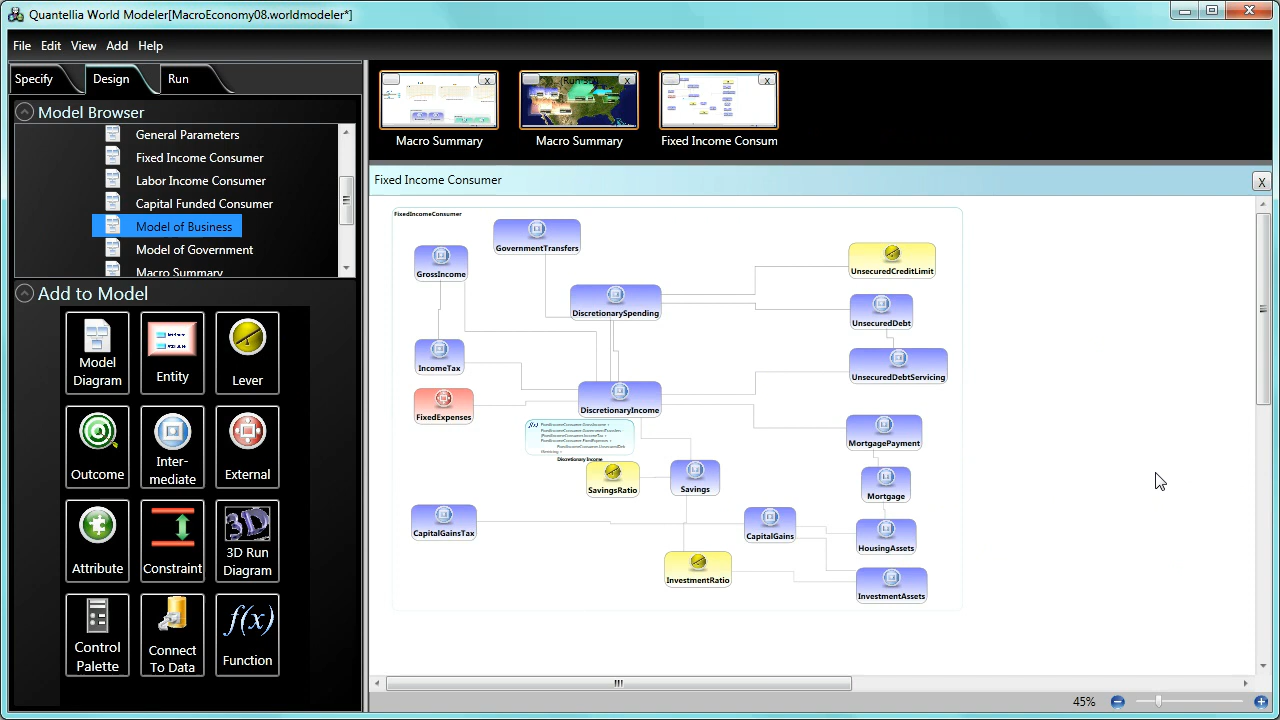 Quantellia World Modeler[MacroEconomy08.worldmodeler*]
File Edit View Add Help
Specify Design Run
Model Browser
General Parameters
Fixed Income Consumer
Labor Income Consumer
Capital Funded Consumer
Model of Business
Model of Government
Macro Summary
Add to Model
Model
Diagram
Entity
Lever
Outcome
Inter-
mediate
External
Attribute
Constraint
3D Run
Diagram
Control
Palette
Connect
To Data
f(x)
Function
Macro Summary
Macro Summary
Fixed Income Consum
Fixed Income Consumer
FixedIncomeConsumer
GovernmentTransfers
GrossIncome
UnsecuredCreditLimit
DiscretionarySpending
UnsecuredDebt
IncomeTax
UnsecuredDebtServicing
FixedExpenses
DiscretionaryIncome
MortgagePayment
Discretionary Income
SavingsRatio
Savings
Mortgage
CapitalGainsTax
CapitalGains
HousingAssets
InvestmentRatio
InvestmentAssets
45%